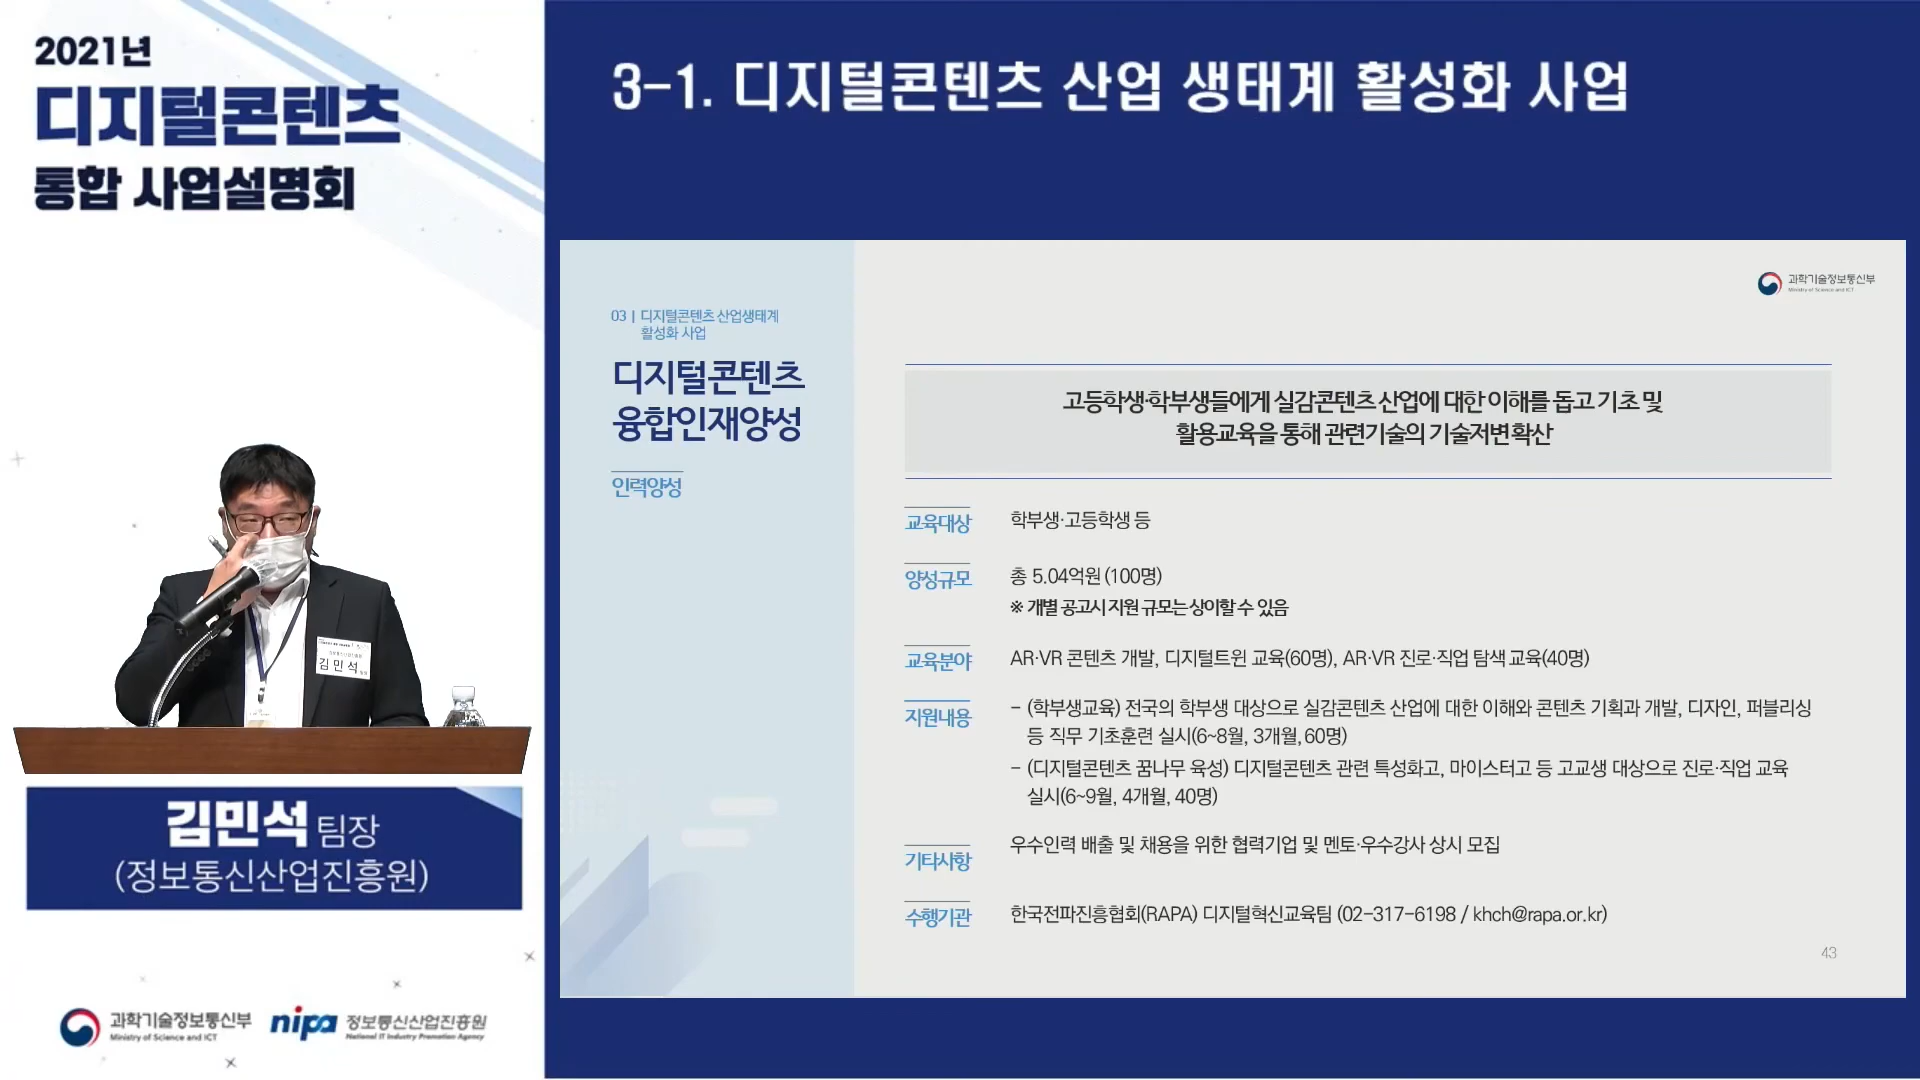 2021년
디지털콘텐츠
통합 사업설명회
김민석
김민석 팀장
(정보통신산업진흥원)
과학기술정보통신부
Ministry of Science and ICT
nipa 정보통신산업진흥원
National IT Industry Promotion Agency
3-1. 디지털콘텐츠 산업 생태계 활성화 사업
과학기술정보통신부
Ministry of Science and ICT
03 | 디지털콘텐츠 산업생태계
활성화 사업
디지털콘텐츠
융합인재양성
인력양성
고등학생·학부생들에게 실감콘텐츠 산업에 대한 이해를 돕고 기초 및
활용교육을 통해 관련기술의 기술저변 확산
교육대상 학부생·고등학생 등
양성규모 총 5.04억원 (100명)
※ 개별 공고시 지원 규모는 상이할 수 있음
교육분야 AR·VR 콘텐츠 개발, 디지털트윈 교육(60명), AR·VR 진로·직업 탐색 교육(40명)
지원내용 - (학부생교육) 전국의 학부생 대상으로 실감콘텐츠 산업에 대한 이해와 콘텐츠 기획과 개발, 디자인, 퍼블리싱
등 직무 기초훈련 실시(6~8월, 3개월, 60명)
- (디지털콘텐츠 꿈나무 육성) 디지털콘텐츠 관련 특성화고, 마이스터고 등 고교생 대상으로 진로·직업 교육
실시(6~9월, 4개월, 40명)
기타사항 우수인력 배출 및 채용을 위한 협력기업 및 멘토·우수강사 상시 모집
수행기관 한국전파진흥협회(RAPA) 디지털혁신교육팀 (02-317-6198 / khch@rapa.or.kr)
43